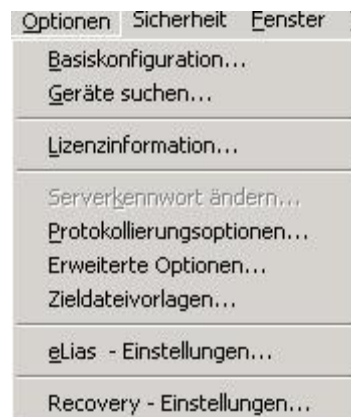 Optionen Sicherheit Fenster
Basiskonfiguration...
Geräte suchen...
Lizenzinformation...
Serverkennwort ändern...
Protokollierungsoptionen...
Erweiterte Optionen...
Zieldateivorlagen...
eLias - Einstellungen...
Recovery - Einstellungen...